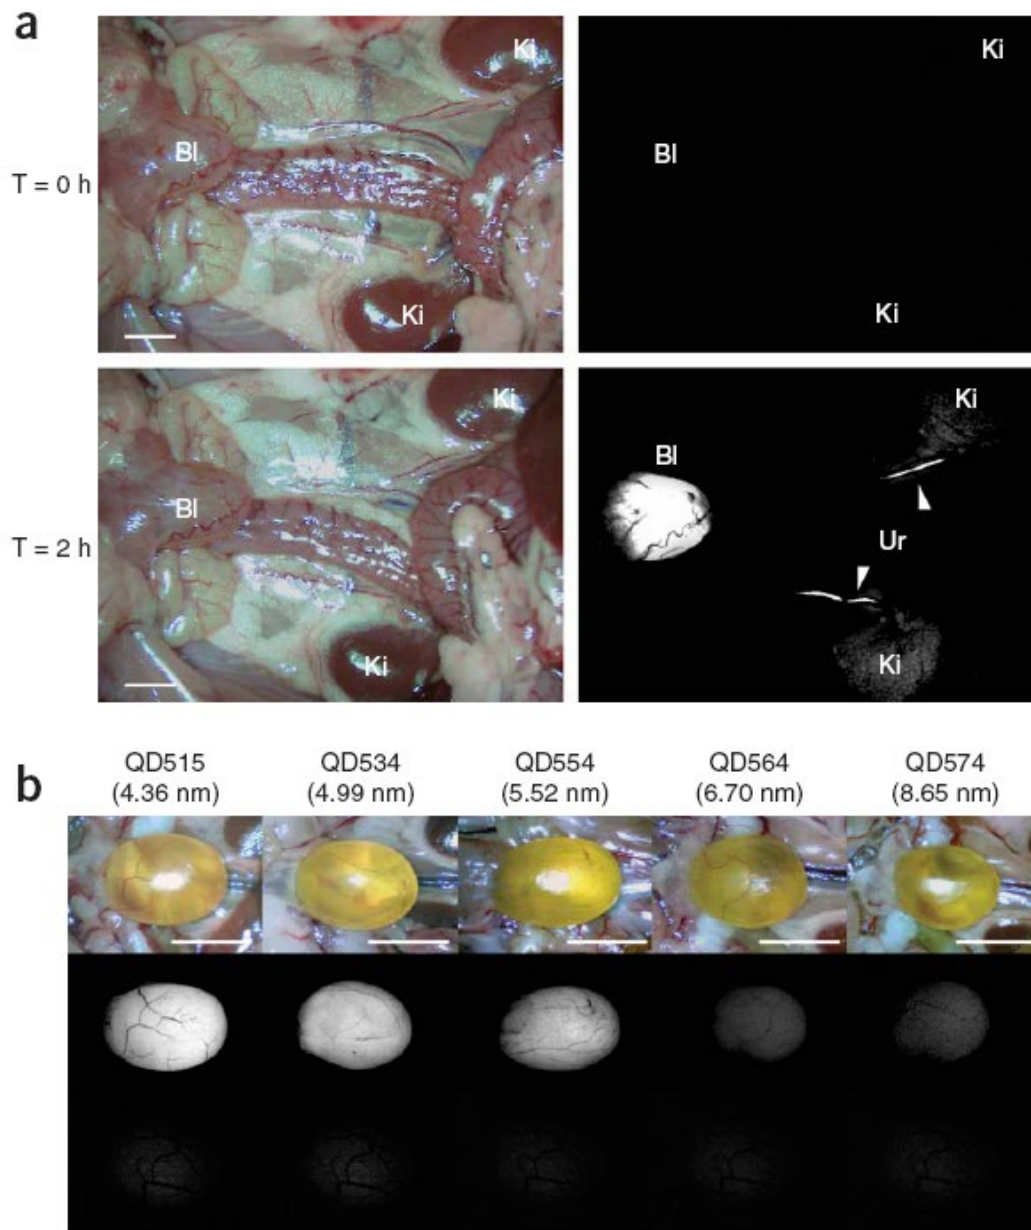 a
Ki
Ki
Bl
Bl
T = 0 h
Ki
Ki
Ki
Ki
Bl
Bl
T = 2 h
Ur
Ki
Ki
b
QD515
(4.36 nm)
QD534
(4.99 nm)
QD554
(5.52 nm)
QD564
(6.70 nm)
QD574
(8.65 nm)